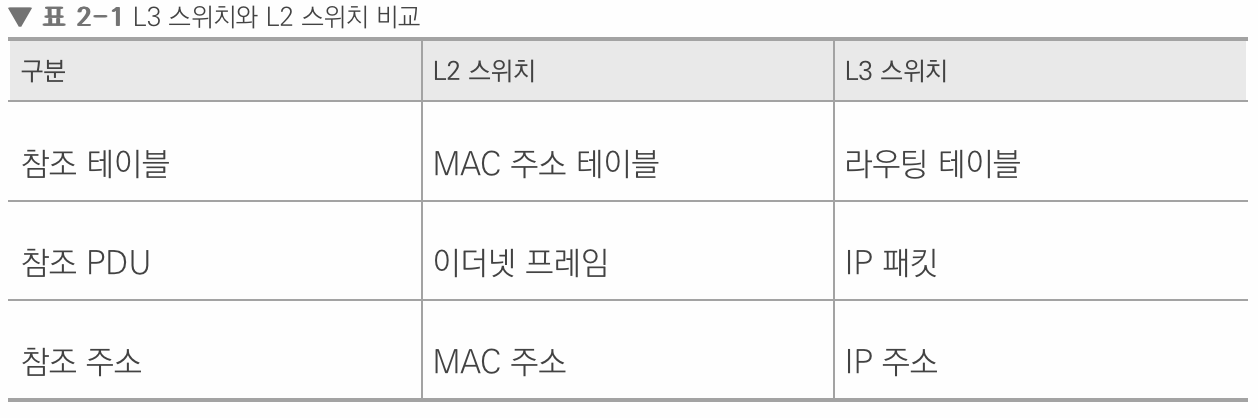 ▼ 표 2-1 L3 스위치와 L2 스위치 비교
구분 L2 스위치 L3 스위치
참조 테이블 MAC 주소 테이블 라우팅 테이블
참조 PDU 이더넷 프레임 IP 패킷
참조 주소 MAC 주소 IP 주소